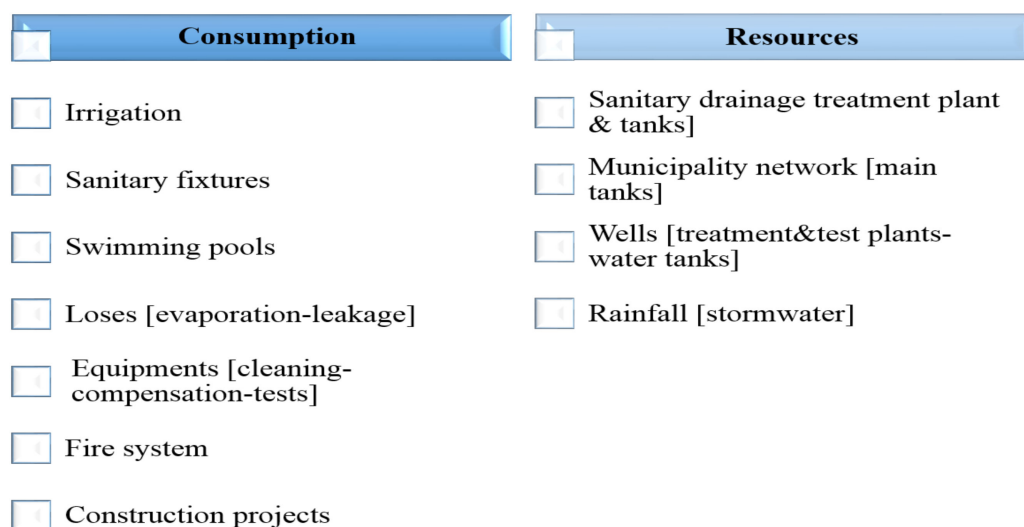 Consumption
Irrigation
Sanitary fixtures
Swimming pools
Loses [evaporation-leakage]
Equipments [cleaning-
compensation-tests]
Fire system
Construction projects
Resources
Sanitary drainage treatment plant
& tanks]
Municipality network [main
tanks]
Wells [treatment&test plants-
water tanks]
Rainfall [stormwater]